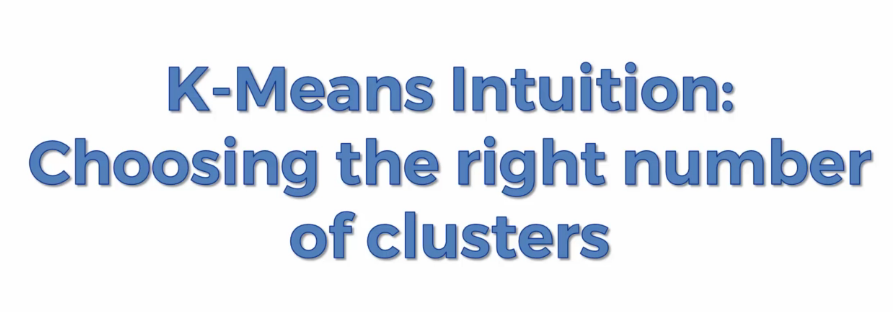 K-Means Intuition:
Choosing the right number
of clusters